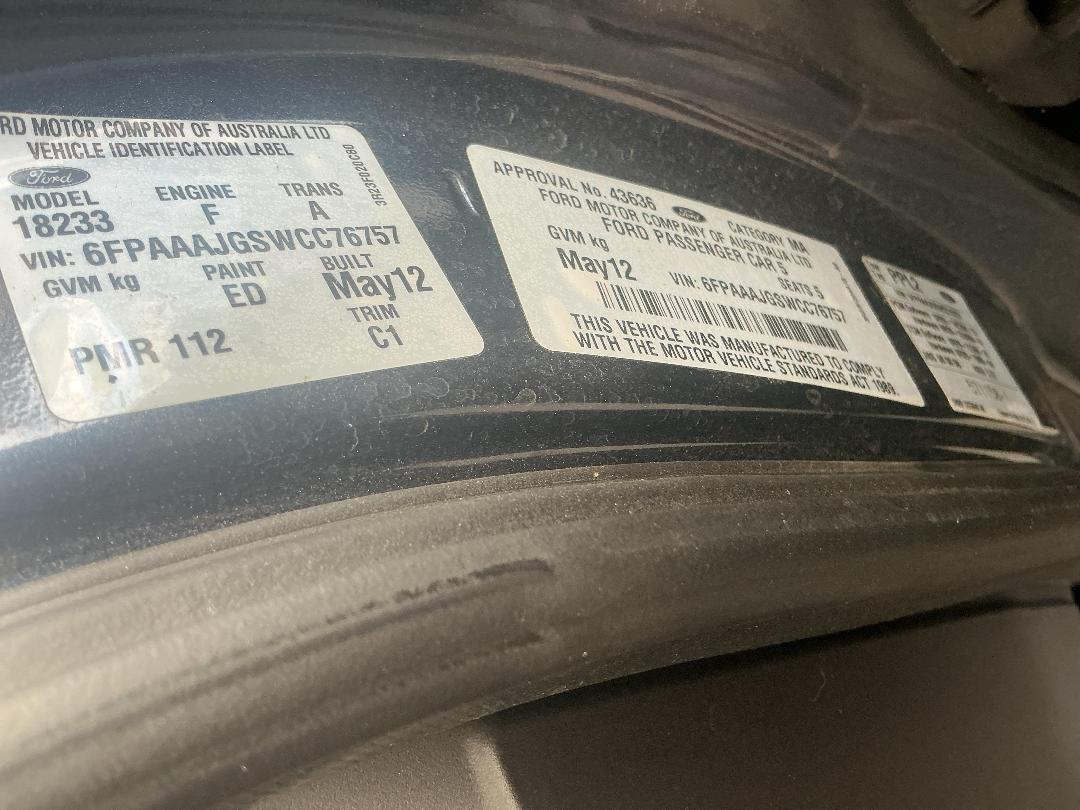 RD MOTOR COMPANY OF AUSTRALIA LTD
VEHICLE IDENTIFICATION LABEL
Ford
MODEL ENGINE TRANS
18233 F A
VIN: 6FPAAAJGSWCC76757
GVM kg PAINT BUILT
ED May12
TRIM
PMR 112 C1
APPROVAL No. 43636 Ford CATEGORY MA
FORD MOTOR COMPANY OF AUSTRALIA LTD
FORD PASSENGER CAR 5
GVM kg SEATS 5
May12 VIN: 6FPAAAJGSWCC76757
THIS VEHICLE WAS MANUFACTURED TO COMPLY
WITH THE MOTOR VEHICLE STANDARDS ACT 1989.
PPL2